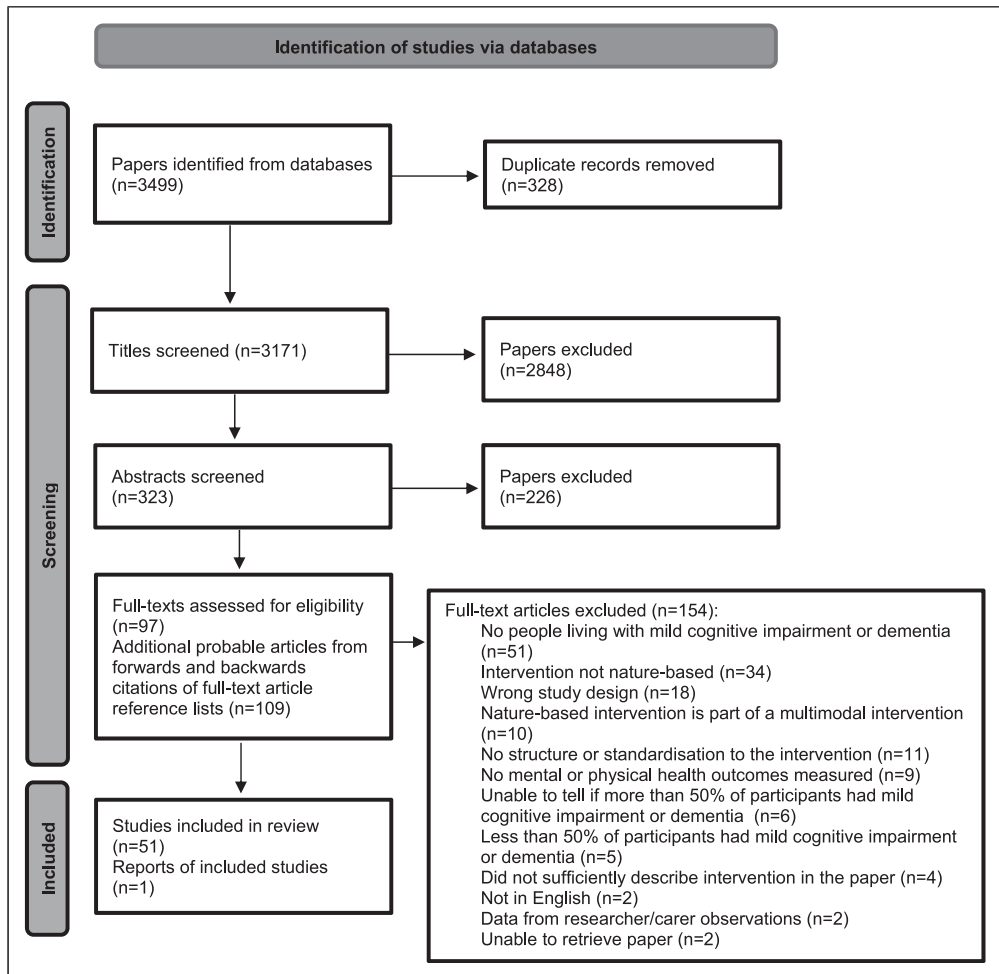 Identification of studies via databases
Identification
Papers identified from databases
(n=3499)
Duplicate records removed
(n=328)
Screening
Titles screened (n=3171)
Papers excluded
(n=2848)
Abstracts screened
(n=323)
Papers excluded
(n=226)
Full-texts assessed for eligibility
(n=97)
Additional probable articles from
forwards and backwards
citations of full-text article
reference lists (n=109)
Full-text articles excluded (n=154):
No people living with mild cognitive impairment or dementia
(n=51)
Intervention not nature-based (n=34)
Wrong study design (n=18)
Nature-based intervention is part of a multimodal intervention
(n=10)
No structure or standardisation to the intervention (n=11)
No mental or physical health outcomes measured (n=9)
Unable to tell if more than 50% of participants had mild
cognitive impairment or dementia (n=6)
Less than 50% of participants had mild cognitive impairment
or dementia (n=5)
Did not sufficiently describe intervention in the paper (n=4)
Not in English (n=2)
Data from researcher/carer observations (n=2)
Unable to retrieve paper (n=2)
Included
Studies included in review
(n=51)
Reports of included studies
(n=1)